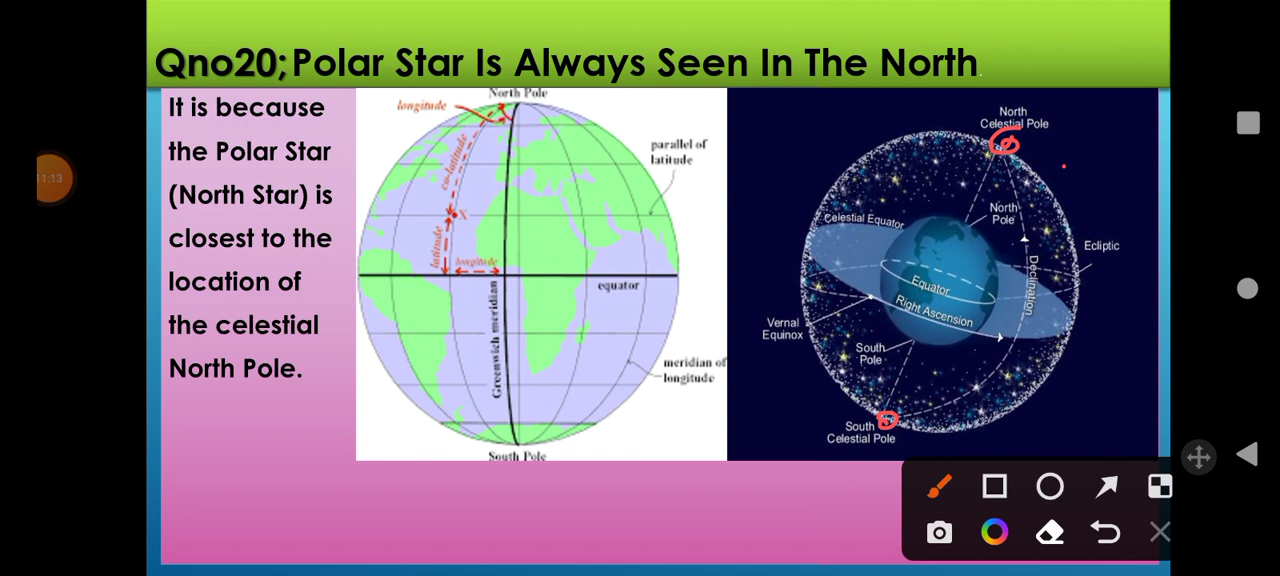 Qno20; Polar Star Is Always Seen In The North.
It is because
the Polar Star
(North Star) is
closest to the
location of
the celestial
North Pole.
11:13
North Pole
longitude
co-latitude
parallel of
latitude
X
latitude
longitude
equator
Greenwich meridian
meridian of
longitude
South Pole
North
Celestial Pole
North
Pole
Celestial Equator
Ecliptic
Declination
Equator
Right Ascension
Vernal
Equinox
South
Pole
South
Celestial Pole